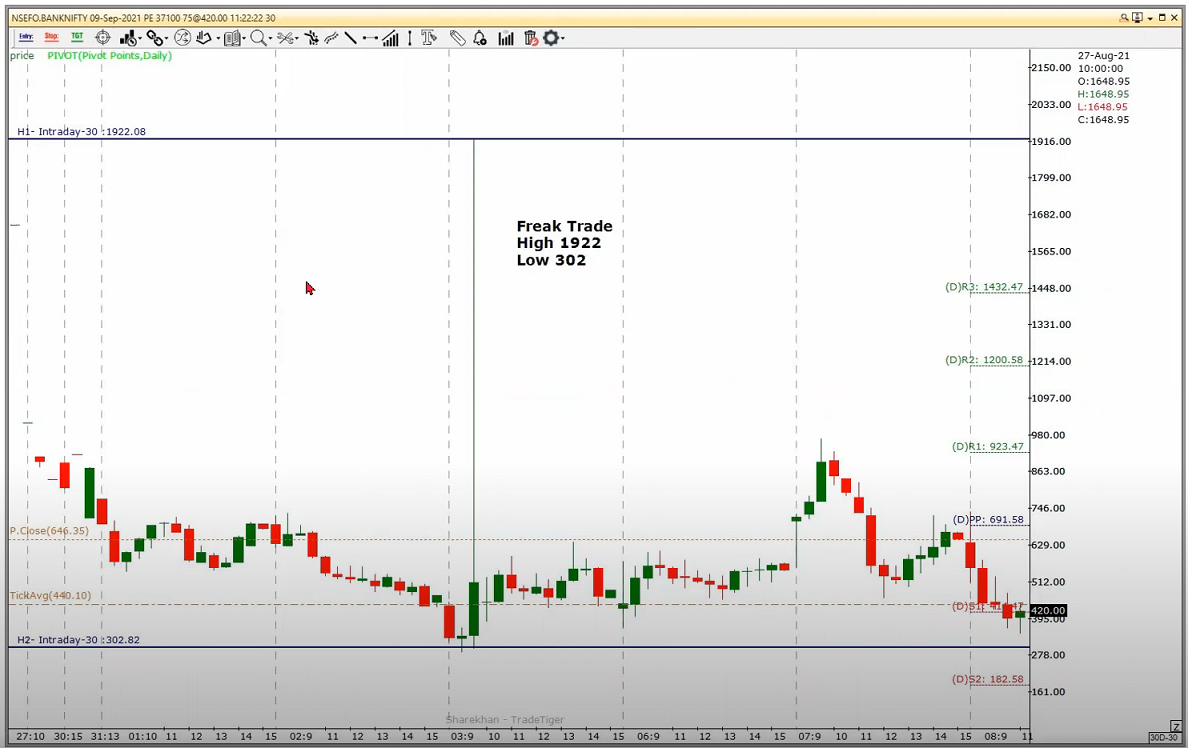 NSEFO.BANKNIFTY 09-Sep-2021 PE 37100 75@420.00 11:22:22 30
Entry: Stop: TGT
price PIVOT(Pivot Points,Daily)
27-Aug-21
10:00:00
O:1648.95
H:1648.95
L:1648.95
C:1648.95
H1- Intraday-30 :1922.08
Freak Trade
High 1922
Low 302
2150.00
2033.00
1916.00
1799.00
1682.00
1565.00
1448.00
1331.00
1214.00
1097.00
980.00
863.00
746.00
629.00
512.00
420.00
395.00
278.00
161.00
(D)R3: 1432.47
(D)R2: 1200.58
(D)R1: 923.47
(D)PP: 691.58
P.Close(646.35)
TickAvg(440.10)
(D)S1:
H2- Intraday-30 :302.82
(D)S2: 182.58
Sharekhan - TradeTiger
27:10 30:15 31:13 01:10 11 12 13 14 15 02:9 11 12 13 14 15 03:9 10 11 12 13 14 15 06:9 11 12 13 14 15 07:9 11 12 13 14 15 08:9 11
Z
30D-30